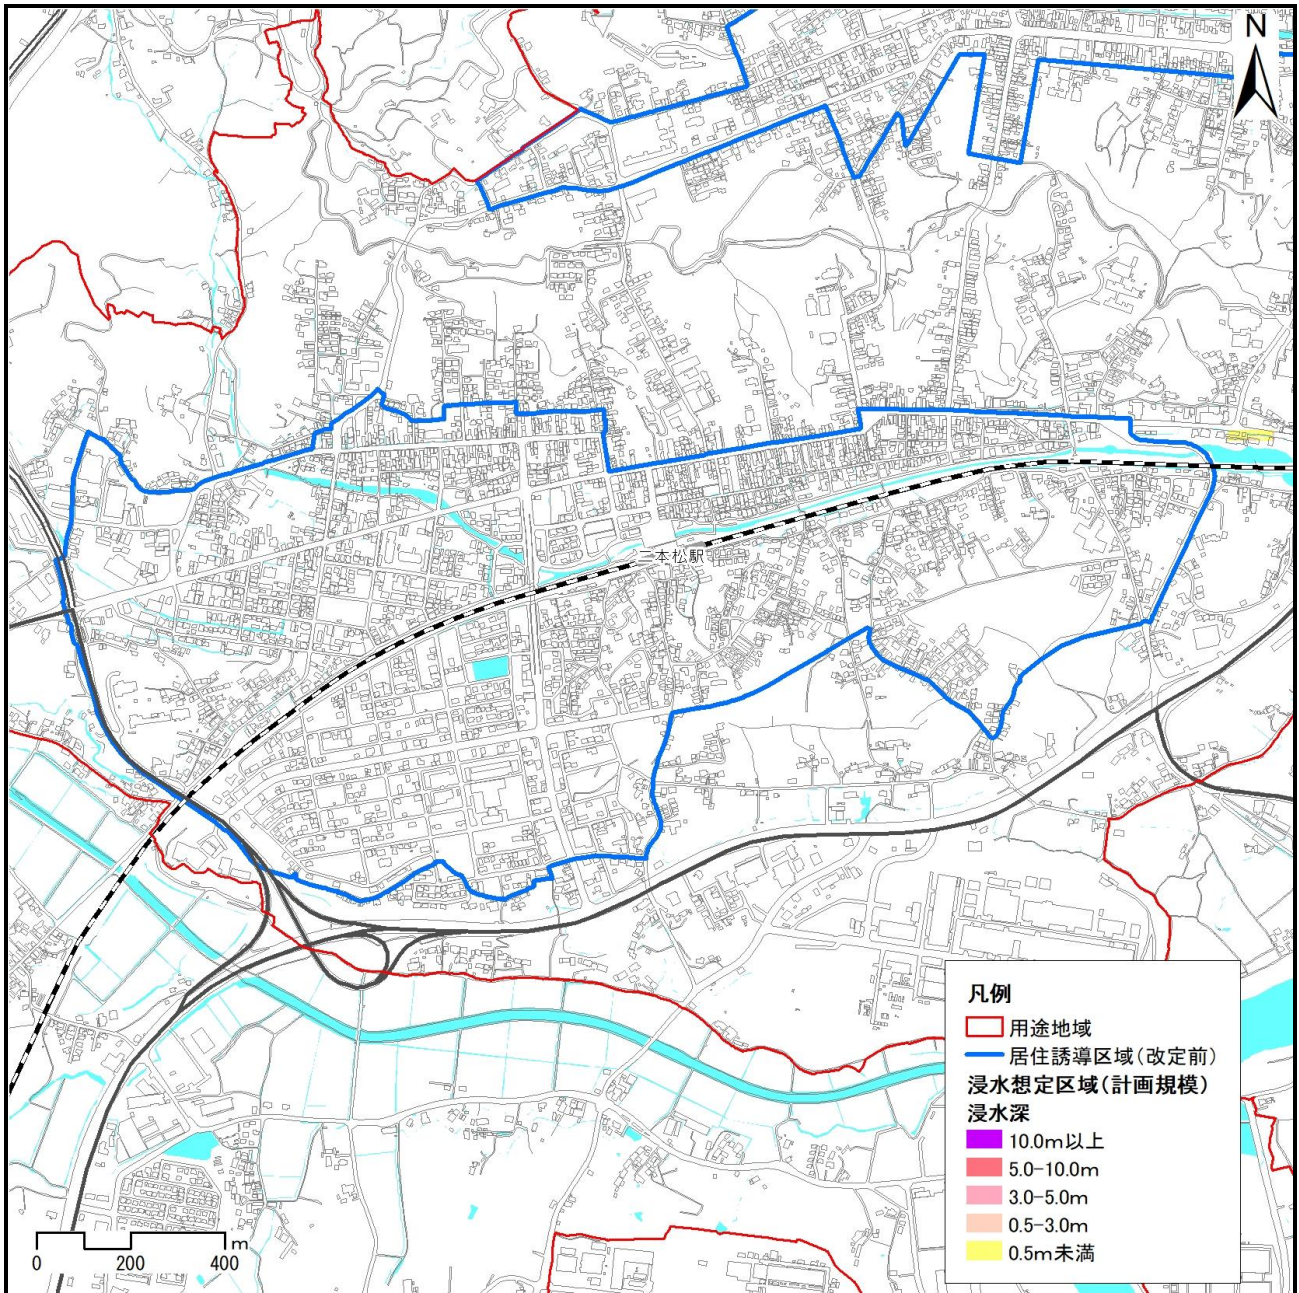 N
二本松駅
凡例
用途地域
居住誘導区域(改定前)
浸水想定区域(計画規模)
浸水深
10.0m以上
5.0-10.0m
3.0-5.0m
0.5-3.0m
0.5m未満
m
0 200 400